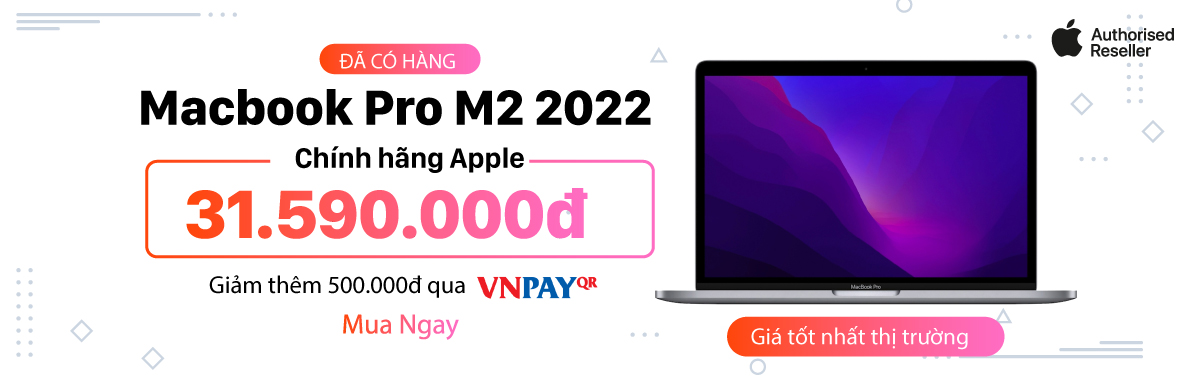 ĐÃ CÓ HÀNG
Macbook Pro M2 2022
Chính hãng Apple
31.590.000đ
Giảm thêm 500.000đ qua VNPAYQR
Mua Ngay
Authorised
Reseller
MacBook Pro
Giá tốt nhất thị trường